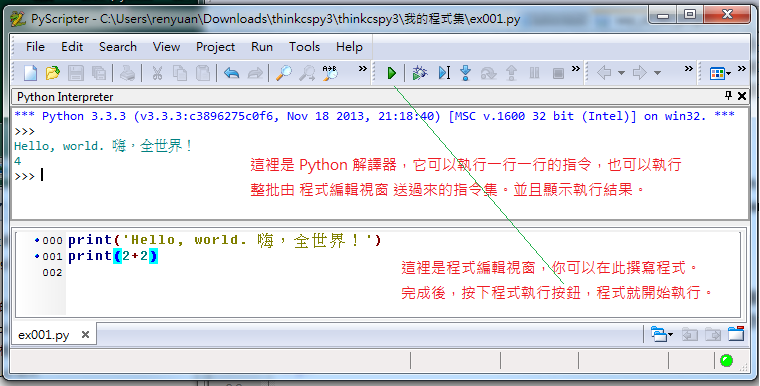 PyScripter - C:\Users\renyuan\Downloads\thinkcspy3\thinkcspy3\我的程式集\ex001.py
File Edit Search View Project Run Tools Help
Python Interpreter
*** Python 3.3.3 (v3.3.3:c3896275c0f6, Nov 18 2013, 21:18:40) [MSC v.1600 32 bit (Intel)] on win32. ***
>>>
Hello, world. 嗨，全世界！
4
>>>
這裡是 Python 解譯器，它可以執行一行一行的指令，也可以執行
整批由 程式編輯視窗 送過來的指令集。並且顯示執行結果。
000 print('Hello, world. 嗨，全世界！')
001 print(2+2)
002
這裡是程式編輯視窗，你可以在此撰寫程式。
完成後，按下程式執行按鈕，程式就開始執行。
ex001.py